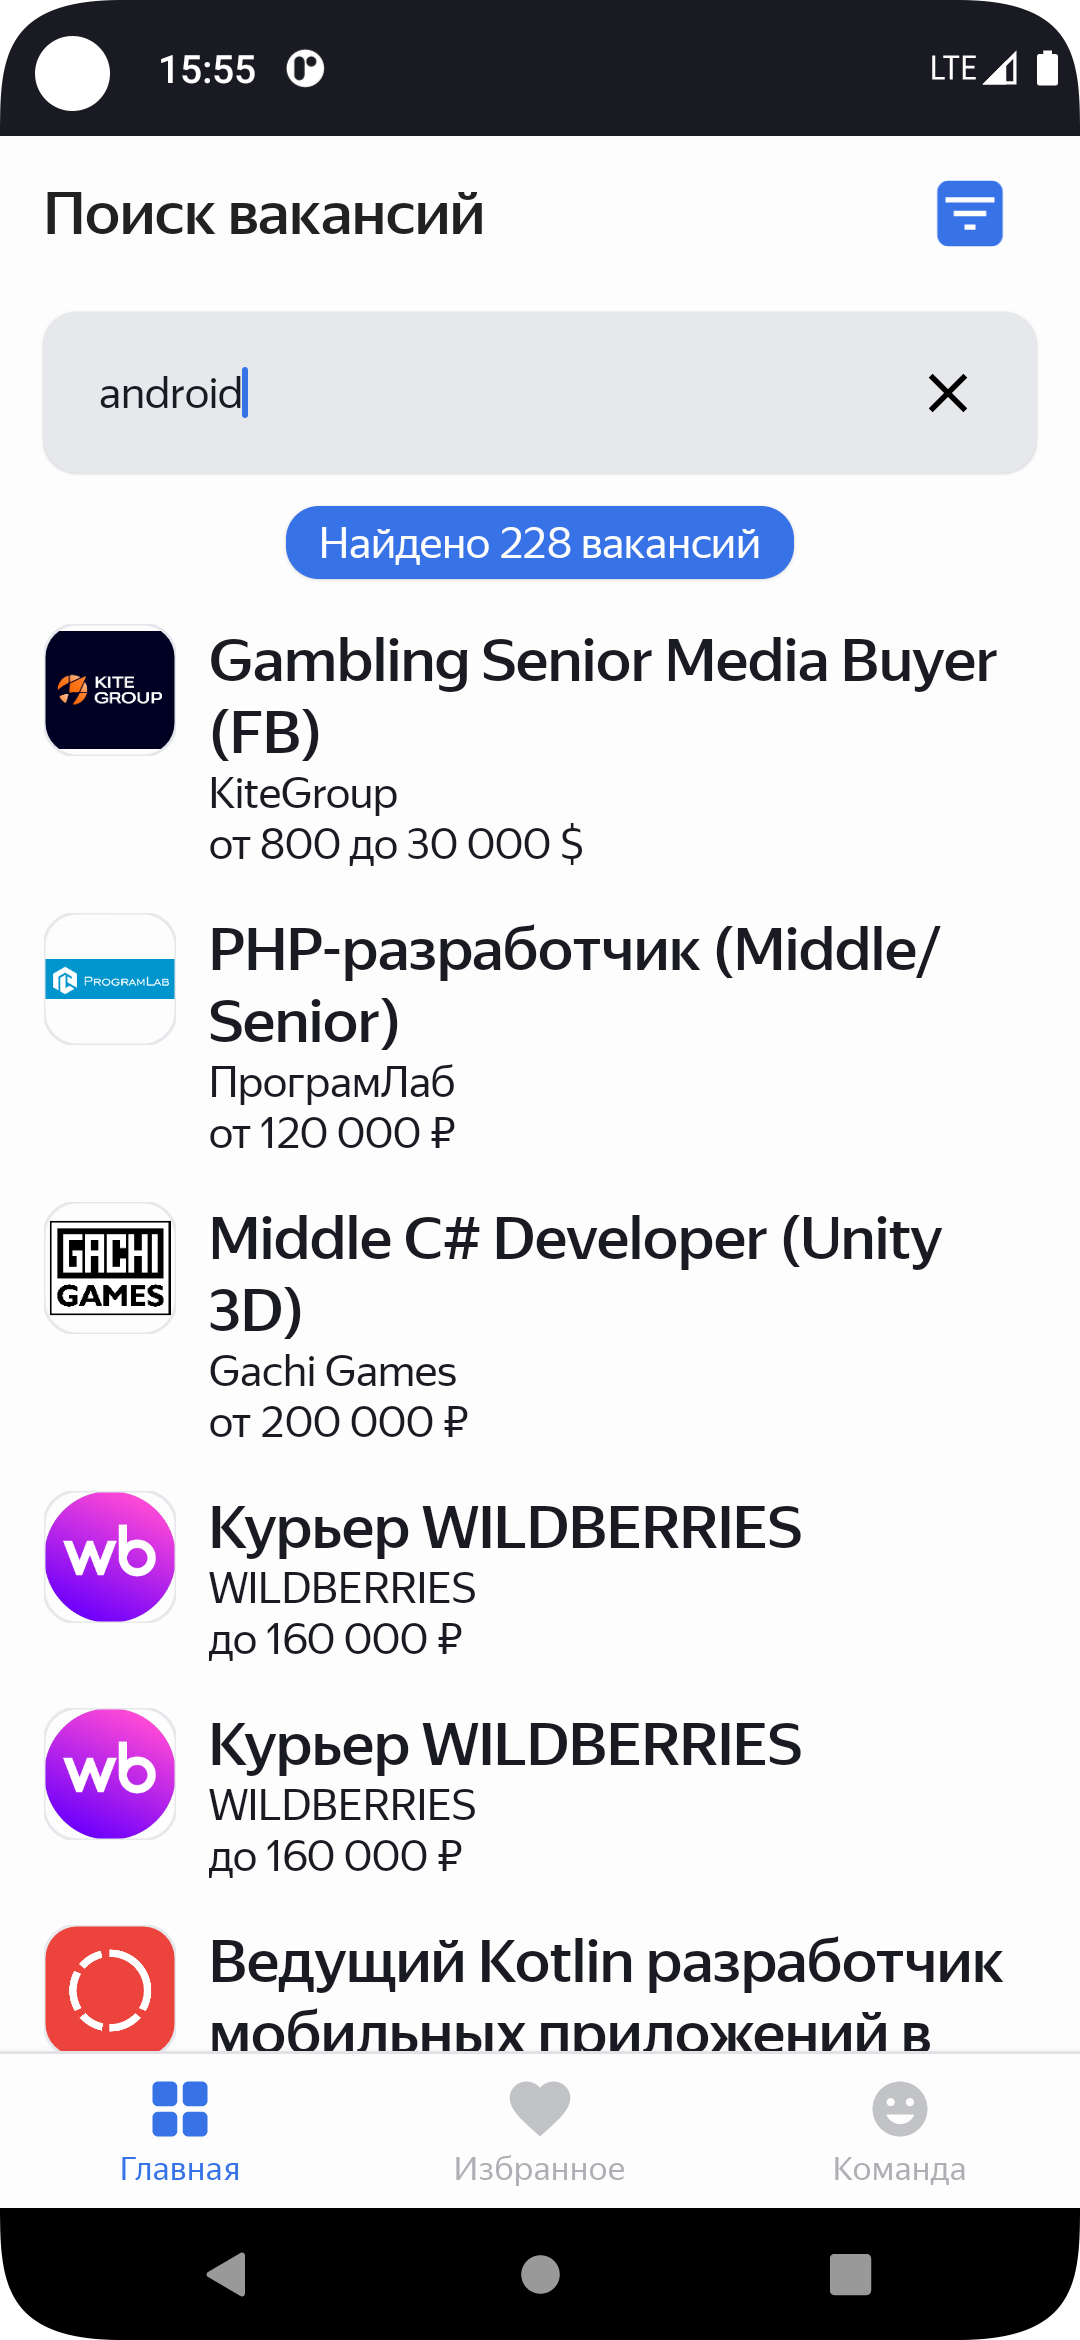 15:55
LTE
Поиск вакансий
android
Найдено 228 вакансий
KITE
GROUP
Gambling Senior Media Buyer
(FB)
KiteGroup
от 800 до 30 000 $
PROGRAMLAB
PHP-разработчик (Middle/
Senior)
ПрограмЛаб
от 120 000 ₽
GACHI
GAMES
Middle C# Developer (Unity
3D)
Gachi Games
от 200 000 ₽
wb
Курьер WILDBERRIES
WILDBERRIES
до 160 000 ₽
wb
Курьер WILDBERRIES
WILDBERRIES
до 160 000 ₽
Ведущий Kotlin разработчик
мобильных приложений в
Главная
Избранное
Команда